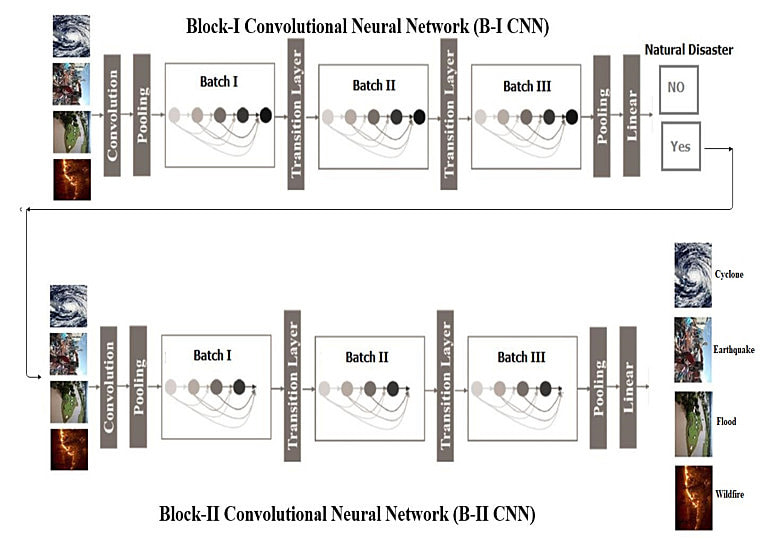 Block-I Convolutional Neural Network (B-I CNN)
Natural Disaster
Convolution
Pooling
Batch I
Transition Layer
Batch II
Transition Layer
Batch III
Pooling
Linear
NO
Yes
Convolution
Pooling
Batch I
Transition Layer
Batch II
Transition Layer
Batch III
Pooling
Linear
Cyclone
Earthquake
Flood
Wildfire
Block-II Convolutional Neural Network (B-II CNN)